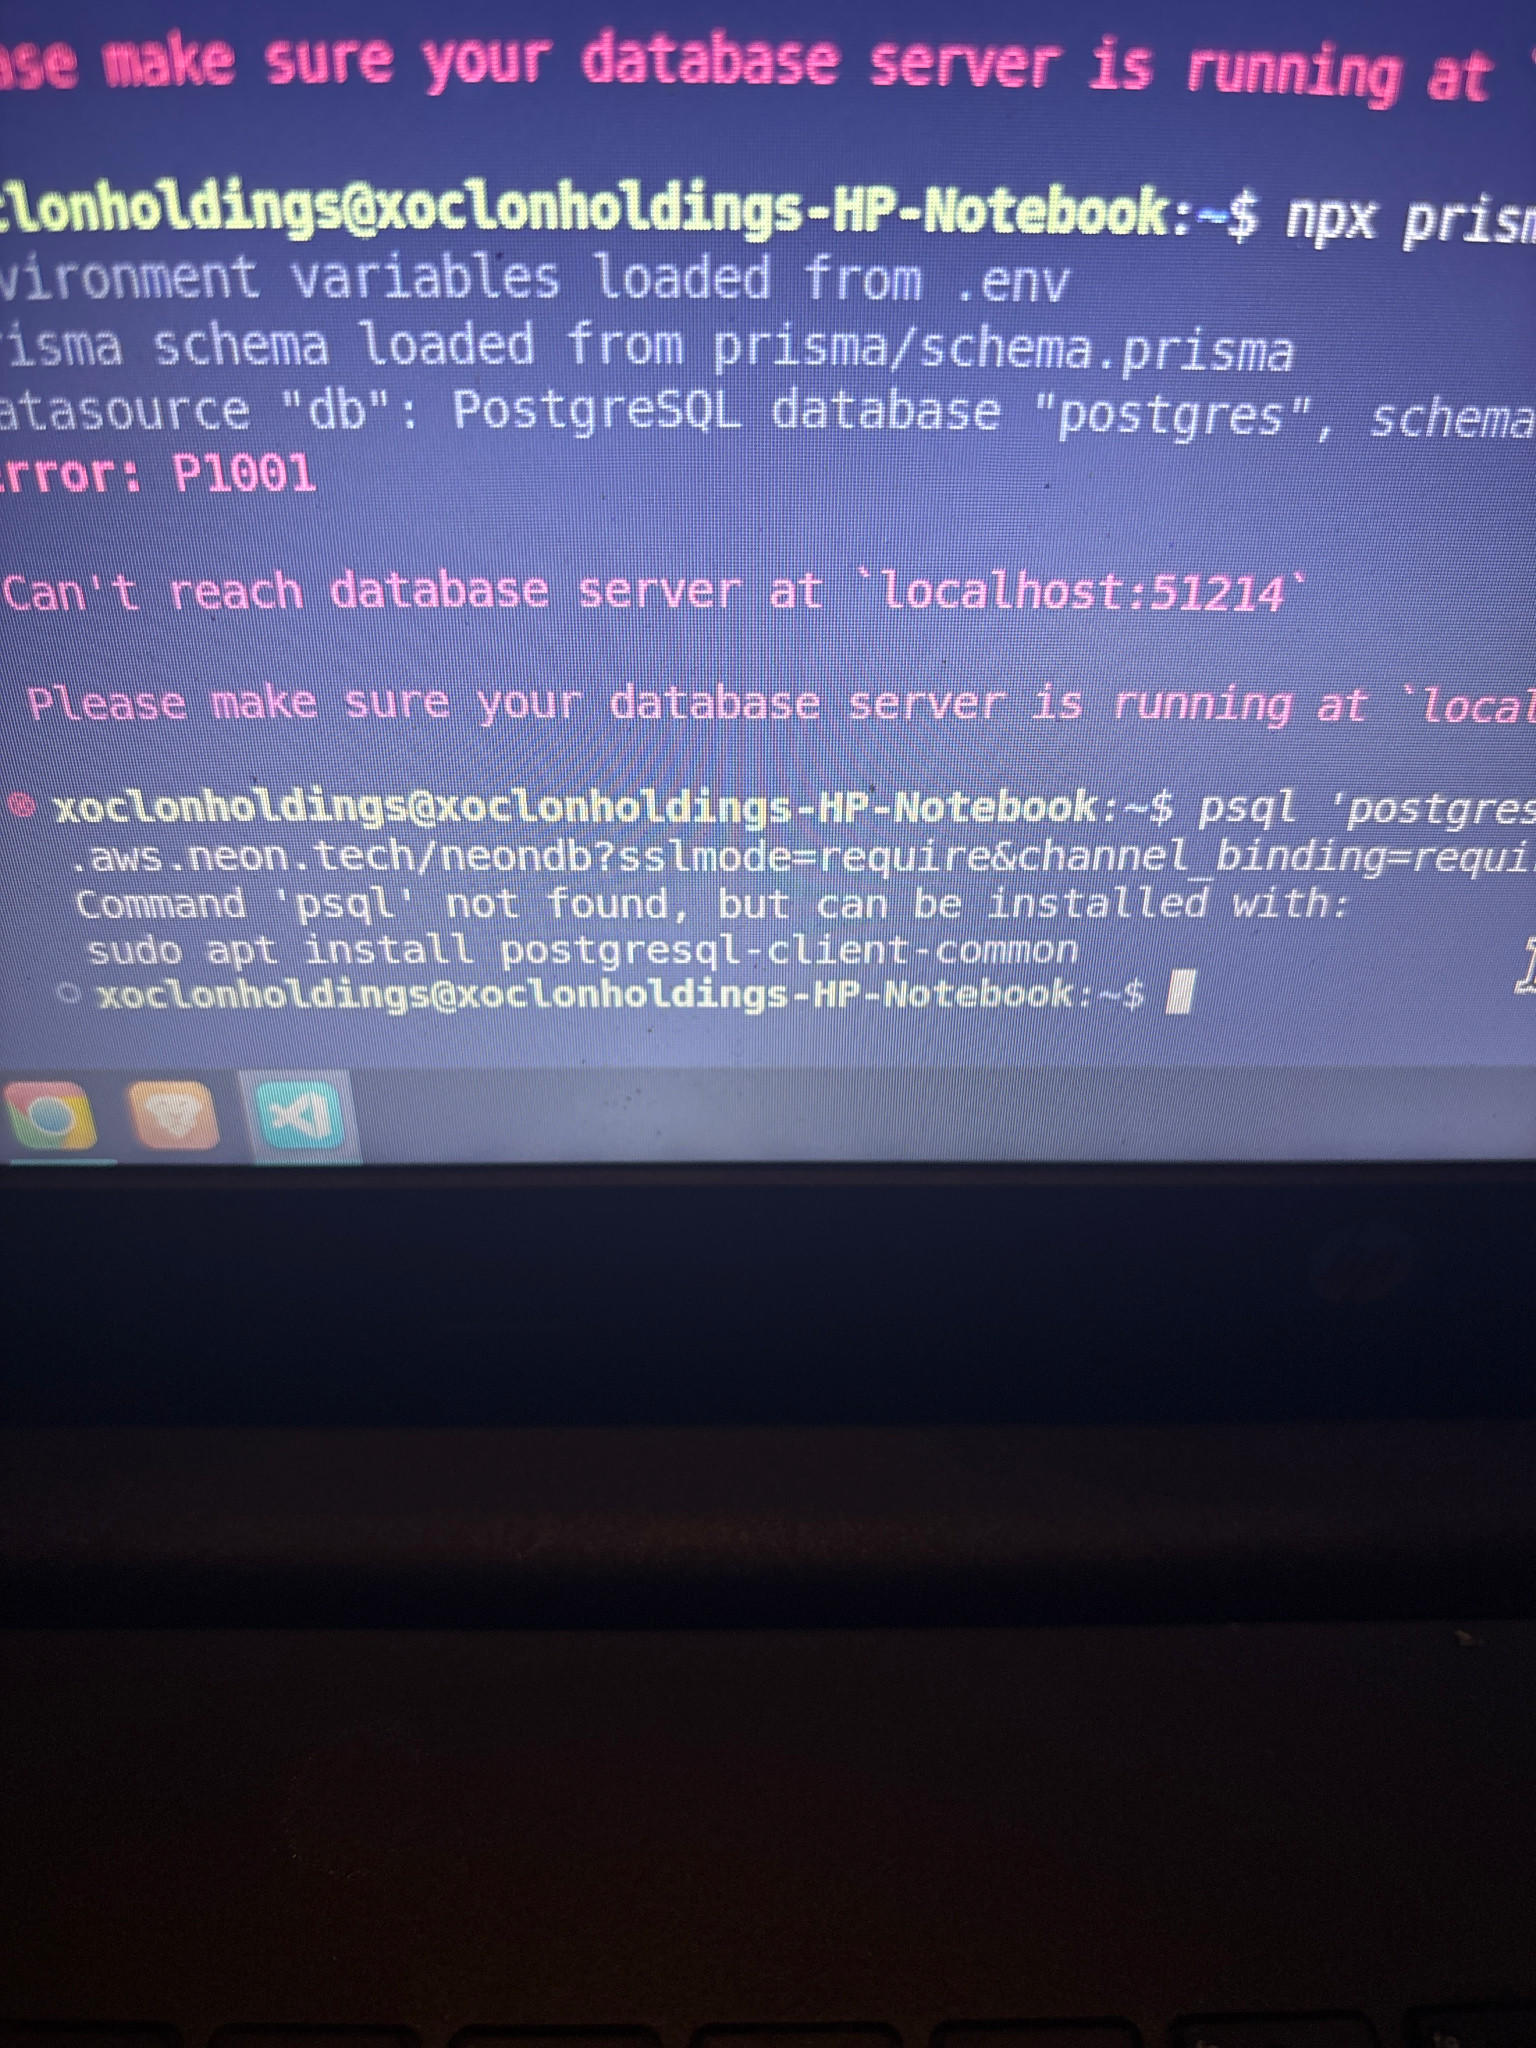 make sure your database server is running at `
clonholdings@xoclonholdings-HP-Notebook:~$ npx prism
vironment variables loaded from .env
isma schema loaded from prisma/schema.prisma
atasource "db": PostgreSQL database "postgres", schema
rror: P1001
Can't reach database server at `localhost:51214`
Please make sure your database server is running at `local
xoclonholdings@xoclonholdings-HP-Notebook:~$ psql 'postgres
.aws.neon.tech/neondb?sslmode=require&channel_binding=requi
Command 'psql' not found, but can be installed with:
sudo apt install postgresql-client-common
xoclonholdings@xoclonholdings-HP-Notebook:~$
hp